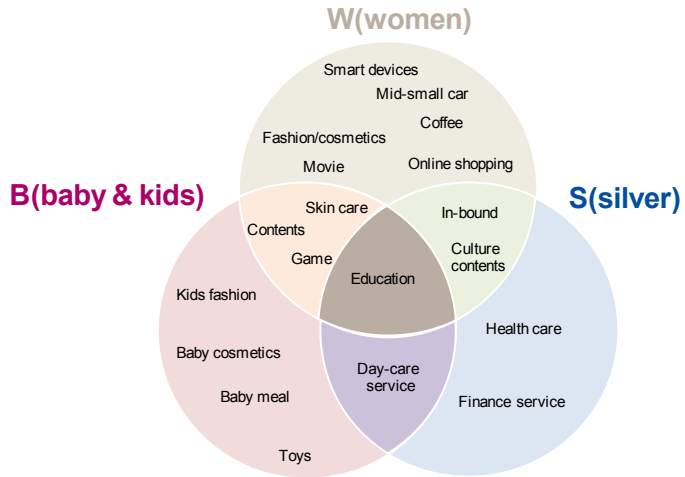 W(women)
Smart devices
Mid-small car
Coffee
Fashion/cosmetics
Movie
Online shopping
B(baby & kids)
S(silver)
Skin care
Contents
Game
In-bound
Culture
contents
Education
Kids fashion
Baby cosmetics
Baby meal
Toys
Day-care
service
Health care
Finance service